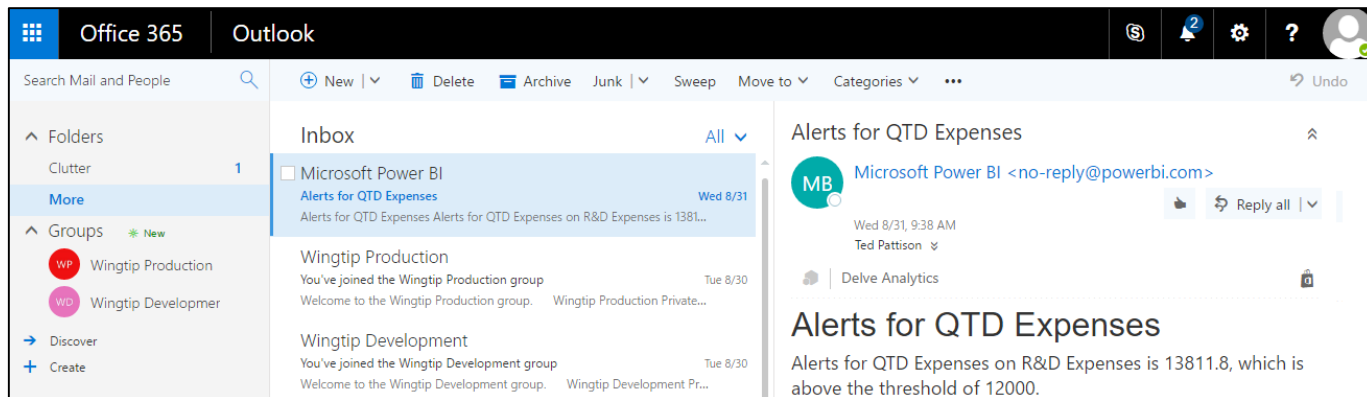 Office 365 Outlook 2 ?
Search Mail and People
New Delete Archive Junk Sweep Move to Categories ••• Undo
Folders
Clutter 1
More
Groups New
WP Wingtip Production
WD Wingtip Developmer
Discover
Create
Inbox All
Microsoft Power BI
Alerts for QTD Expenses Wed 8/31
Alerts for QTD Expenses Alerts for QTD Expenses on R&D Expenses is 1381...
Wingtip Production
You've joined the Wingtip Production group Tue 8/30
Welcome to the Wingtip Production group. Wingtip Production Private...
Wingtip Development
You've joined the Wingtip Development group Tue 8/30
Welcome to the Wingtip Development group. Wingtip Development Pr...
Alerts for QTD Expenses
MB Microsoft Power BI <no-reply@powerbi.com>
Reply all
Wed 8/31, 9:38 AM
Ted Pattison
Delve Analytics
Alerts for QTD Expenses
Alerts for QTD Expenses on R&D Expenses is 13811.8, which is
above the threshold of 12000.